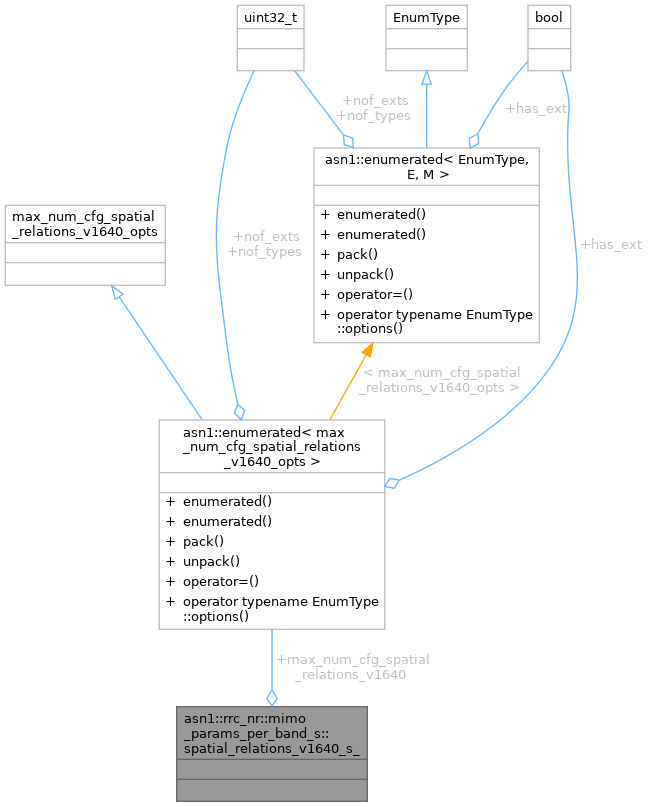 uint32_t
EnumType
bool
+nof_exts
+nof_types
+has_ext
asn1::enumerated< EnumType,
E, M >
+ enumerated()
+ enumerated()
+ pack()
+ unpack()
+ operator=()
+ operator typename EnumType
::options()
max_num_cfg_spatial
_relations_v1640_opts
+nof_exts
+nof_types
+has_ext
< max_num_cfg_spatial
_relations_v1640_opts >
asn1::enumerated< max
_num_cfg_spatial_relations
_v1640_opts >
+ enumerated()
+ enumerated()
+ pack()
+ unpack()
+ operator=()
+ operator typename EnumType
::options()
+max_num_cfg_spatial
_relations_v1640
asn1::rrc_nr::mimo
_params_per_band_s::
spatial_relations_v1640_s_